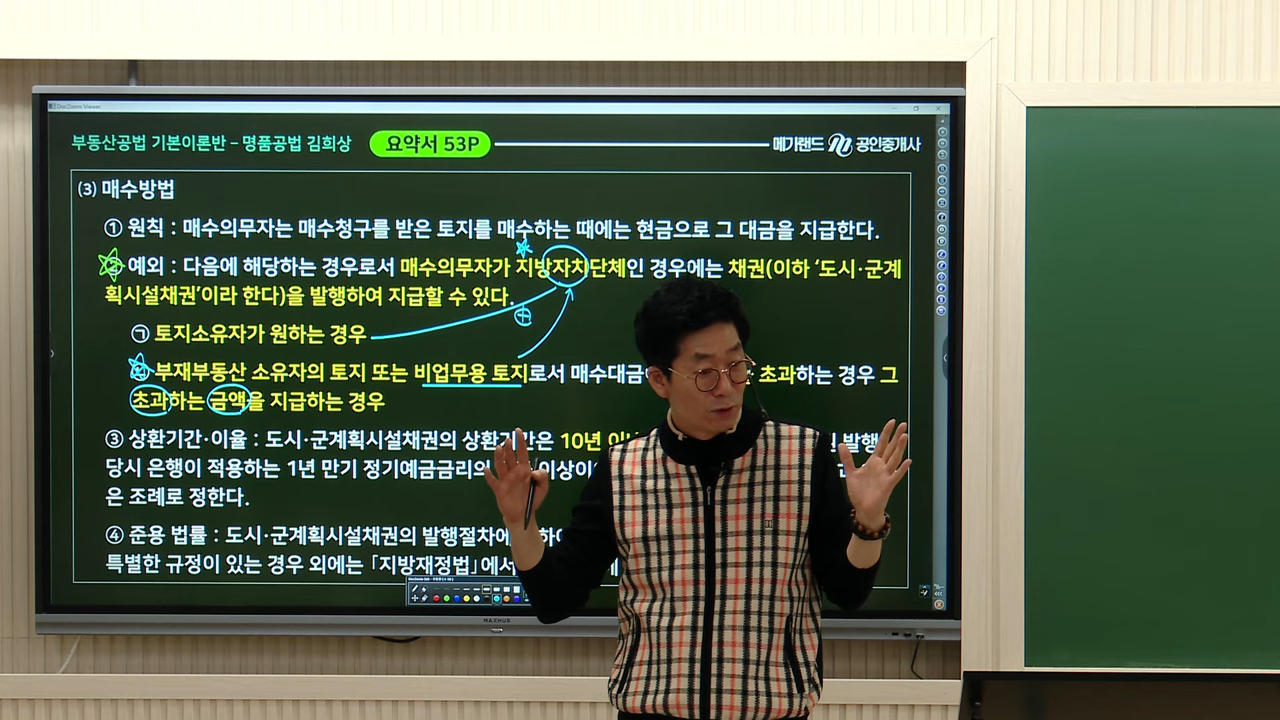 DocZoom Viewer
부동산공법 기본이론반 – 명품공법 김희상 요약서 53P 메가랜드 공인중개사
(3) 매수방법
① 원칙 : 매수의무자는 매수청구를 받은 토지를 매수하는 때에는 현금으로 그 대금을 지급한다.
② 예외 : 다음에 해당하는 경우로서 매수의무자가 지방자치단체인 경우에는 채권(이하 ‘도시·군계
획시설채권’이라 한다)을 발행하여 지급할 수 있다.
㉠ 토지소유자가 원하는 경우
부재부동산 소유자의 토지 또는 비업무용 토지로서 매수대금 초과하는 경우 그
초과하는 금액을 지급하는 경우
③ 상환기간·이율 : 도시·군계획시설채권의 상환기간은 10년 발행
당시 은행이 적용하는 1년 만기 정기예금금리의 이상이
은 조례로 정한다.
④ 준용 법률 : 도시·군계획시설채권의 발행절차에
특별한 규정이 있는 경우 외에는 「지방재정법」에서
MAXHUB